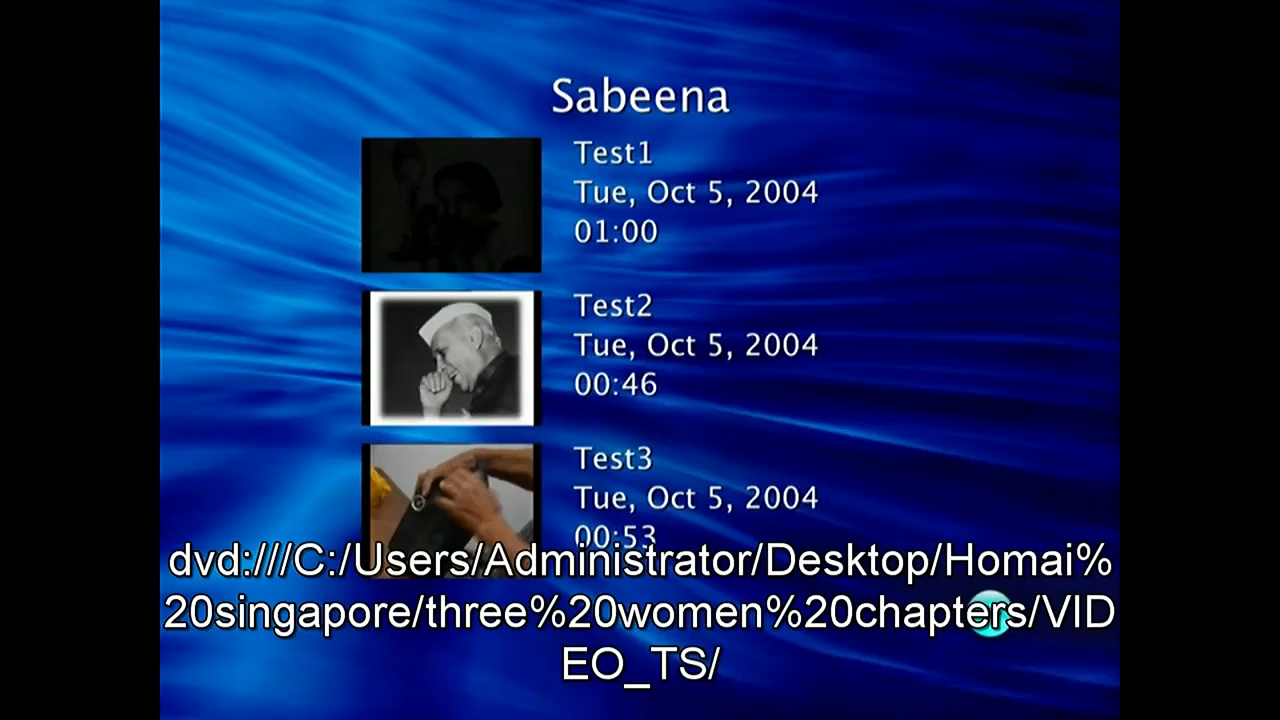 Sabeena
Test1
Tue, Oct 5, 2004
01:00
Test2
Tue, Oct 5, 2004
00:46
Test3
Tue, Oct 5, 2004
00:53
dvd:///C:/Users/Administrator/Desktop/Homai%
20singapore/three%20women%20chapters/VID
EO_TS/